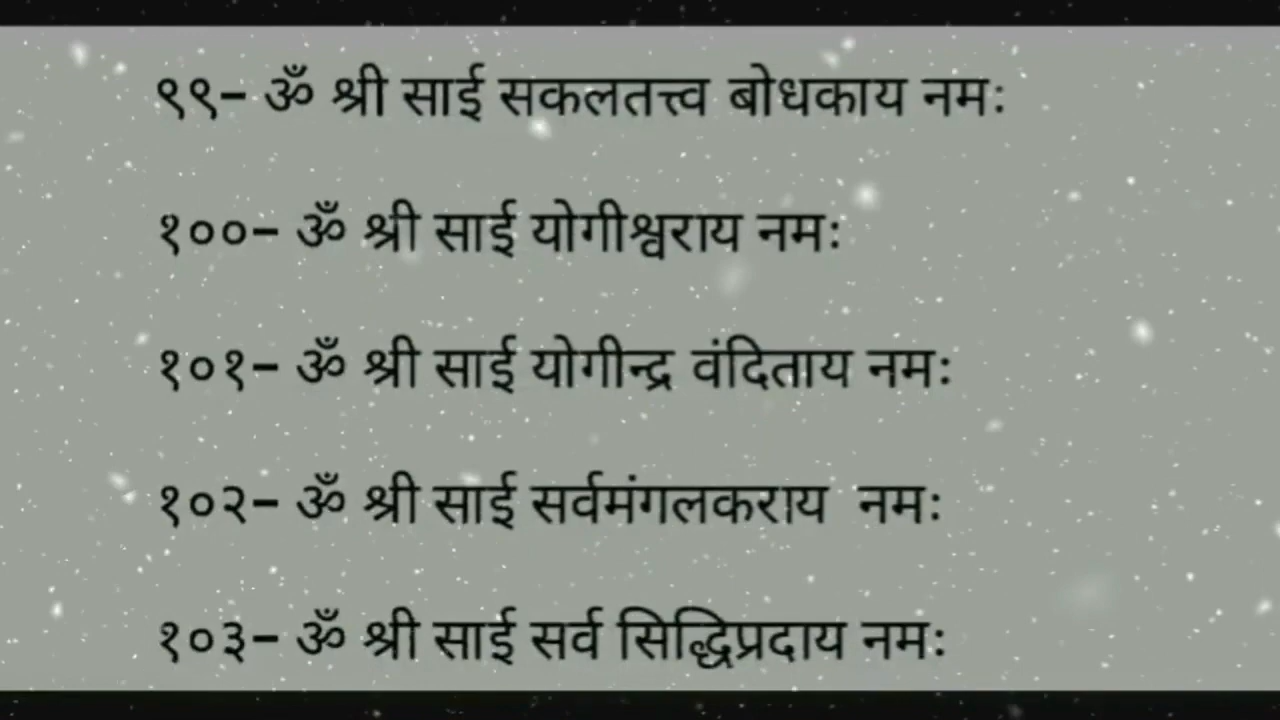 ९९– ॐ श्री साई सकलतत्त्व बोधकाय नमः
१००– ॐ श्री साई योगीश्वराय नमः
१०१– ॐ श्री साई योगीन्द्र वंदिताय नमः
१०२– ॐ श्री साई सर्वमंगलकराय नमः
१०३– ॐ श्री साई सर्व सिद्धिप्रदाय नमः